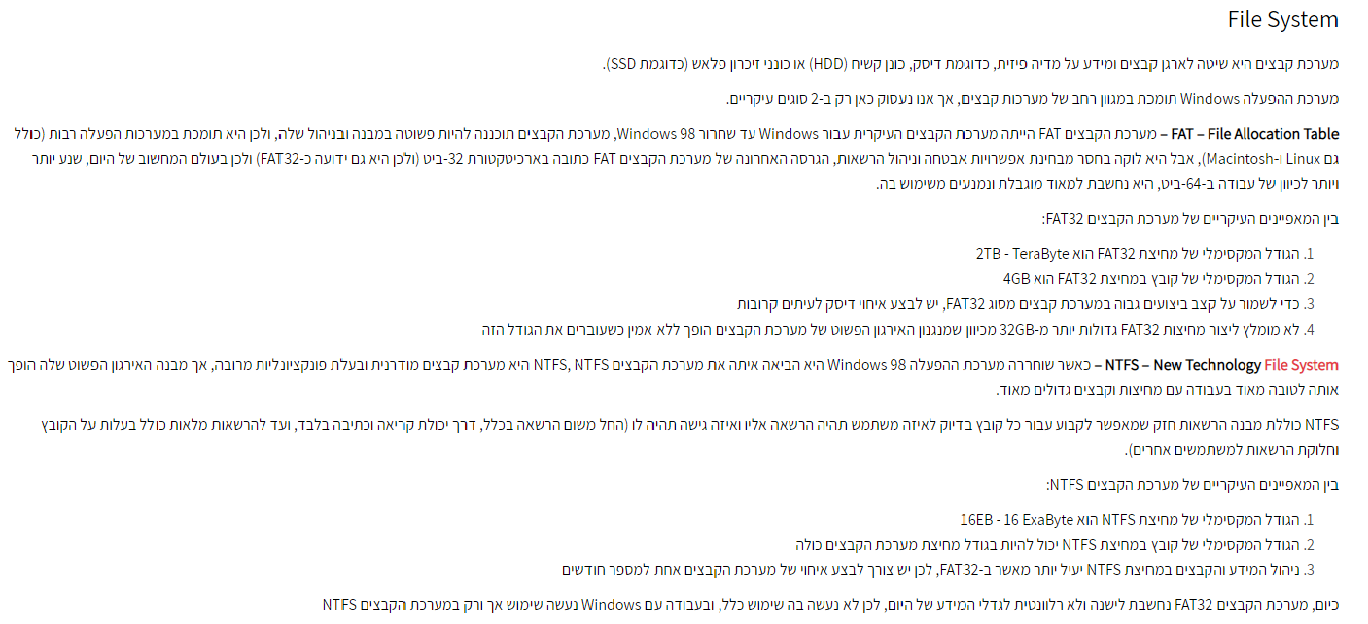 File System
מערכת קבצים היא שיטה לארגן קבצים ומידע על מדיה פיזית, כדוגמת דיסק, כונן קשיח (HDD) או כונני זיכרון פלאש (כדוגמת SSD).
מערכת ההפעלה Windows תומכת במגוון רחב של מערכות קבצים, אך אנו נעסוק כאן רק ב-2 סוגים עיקריים.
FAT – File Allocation Table – מערכת הקבצים FAT הייתה מערכת הקבצים העיקרית עבור Windows עד שחרור Windows 98, מערכת הקבצים תוכננה להיות פשוטה במבנה ובניהול שלה, ולכן היא תומכת במערכות הפעלה רבות (כולל
גם Linux ו-Macintosh), אבל היא לוקה בחסר מבחינת אפשרויות אבטחה וניהול הרשאות, הגרסה האחרונה של מערכת הקבצים FAT כתובה בארכיטקטורת 32-ביט (ולכן היא גם ידועה כ-FAT32) ולכן בעולם המחשוב של היום, שנע יותר
ויותר לכיוון של עבודה ב-64-ביט, היא נחשבת למאוד מוגבלת ונמנעים משימוש בה.
בין המאפיינים העיקריים של מערכת הקבצים FAT32:
1. הגודל המקסימלי של מחיצת FAT32 הוא 2TB - TeraByte
2. הגודל המקסימלי של קובץ במחיצת FAT32 הוא 4GB
3. כדי לשמור על קצב ביצועים גבוה במערכת קבצים מסוג FAT32, יש לבצע איחוי דיסק לעיתים קרובות
4. לא מומלץ ליצור מחיצות FAT32 גדולות יותר מ-32GB מכיוון שמנגנון האירגון הפשוט של מערכת הקבצים הופך ללא אמין כשעוברים את הגודל הזה
NTFS – New Technology File System – כאשר שוחררה מערכת ההפעלה Windows 98 היא הביאה איתה את מערכת הקבצים NTFS, NTFS היא מערכת קבצים מודרנית ובעלת פונקציונליות מרובה, אך מבנה האירגון הפשוט שלה הופך
אותה לטובה מאוד בעבודה עם מחיצות וקבצים גדולים מאוד.
NTFS כוללת מבנה הרשאות חזק שמאפשר לקבוע עבור כל קובץ בדיוק לאיזה משתמש תהיה הרשאה אליו ואיזה גישה תהיה לו (החל משום הרשאה בכלל, דרך יכולת קריאה וכתיבה בלבד, ועד להרשאות מלאות כולל בעלות על הקובץ
וחלוקת הרשאות למשתמשים אחרים).
בין המאפיינים העיקריים של מערכת הקבצים NTFS:
1. הגודל המקסימלי של מחיצת NTFS הוא 16EB - 16 ExaByte
2. הגודל המקסימלי של קובץ במחיצת NTFS יכול להיות בגודל מחיצת מערכת הקבצים כולה
3. ניהול המידע והקבצים במחיצת NTFS יעיל יותר מאשר ב-FAT32, לכן יש צורך לבצע איחוי של מערכת הקבצים אחת למספר חודשים
כיום, מערכת הקבצים FAT32 נחשבת לישנה ולא רלוונטית לגדלי המידע של היום, לכן לא נעשה בה שימוש כלל, ובעבודה עם Windows נעשה שימוש אך ורק במערכת הקבצים NTFS